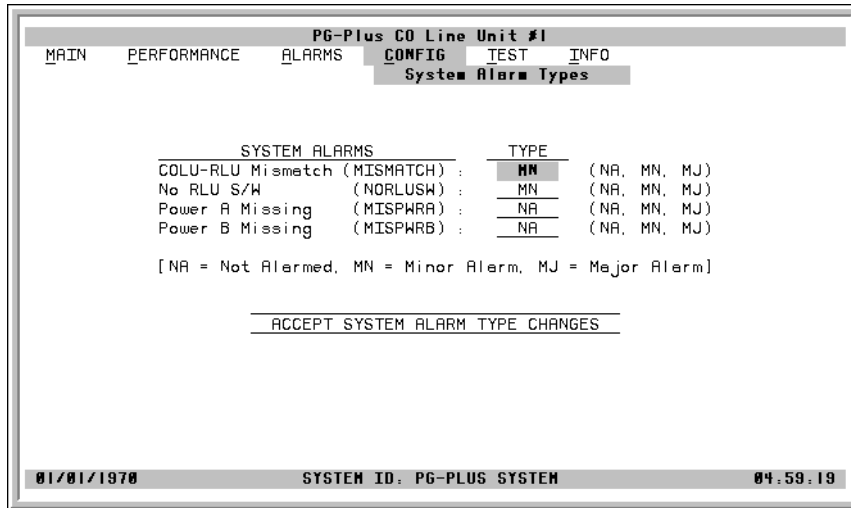 PG-Plus CO Line Unit #1
MAIN PERFORMANCE ALARMS CONFIG TEST INFO
System Alarm Types
SYSTEM ALARMS TYPE
COLU-RLU Mismatch (MISMATCH) : MN (NA, MN, MJ)
No RLU S/W (NORLUSW) : MN (NA, MN, MJ)
Power A Missing (MISPWRA) : NA (NA, MN, MJ)
Power B Missing (MISPWRB) : NA (NA, MN, MJ)
[NA = Not Alarmed, MN = Minor Alarm, MJ = Major Alarm]
ACCEPT SYSTEM ALARM TYPE CHANGES
01/01/1970 SYSTEM ID: PG-PLUS SYSTEM 04:59:19